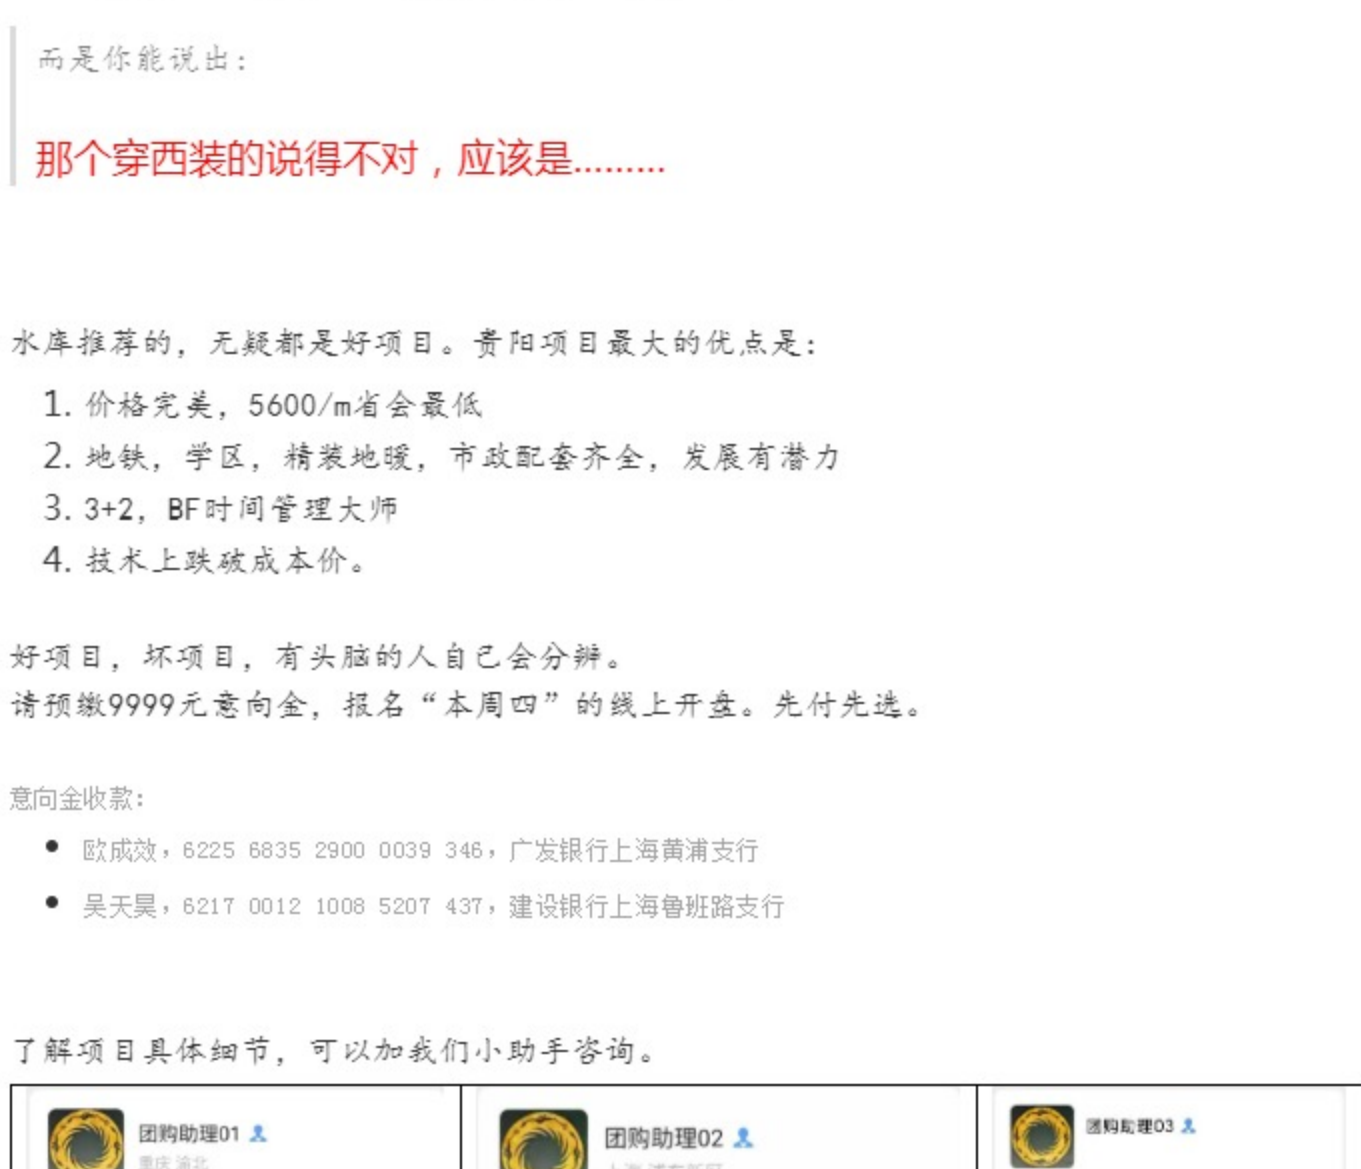 而是你能说出:
那个穿西装的说得不对，应该是………
水库推荐的，无疑都是好项目。贵阳项目最大的优点是:
1. 价格完美，5600/m省会最低
2. 地铁，学区，精装地暖，市政配套齐全，发展有潜力
3. 3+2，BF时间管理大师
4. 技术上跌破成本价。
好项目，坏项目，有头脑的人自己会分辨。
请预缴9999元意向金，报名“本周四”的线上开盘。先付先选。
意向金收款:
• 欧成效，6225 6835 2900 0039 346，广发银行上海黄浦支行
• 吴天昊，6217 0012 1008 5207 437，建设银行上海鲁班路支行
了解项目具体细节，可以加我们小助手咨询。
团购助理01 团购助理02 团购助理03
重庆 渝北